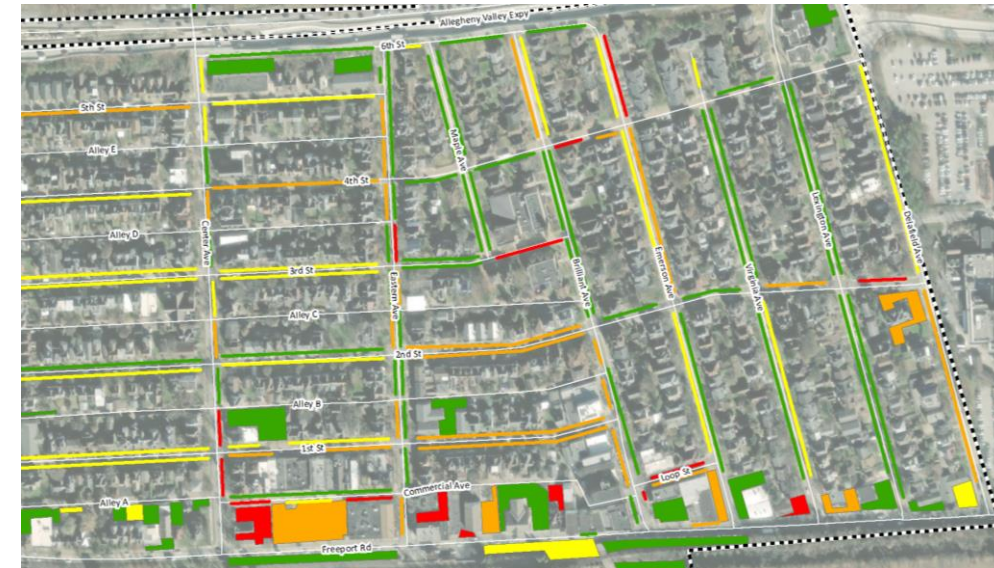 Allegheny Valley Expy
6th St
5th St
Maple Ave
Alley E
4th St
Center Ave
Lexington Ave
Delafield Ave
Alley D
Eastern Ave
Brilliant Ave
Emerson Ave
Virginia Ave
3rd St
Alley C
2nd St
Alley B
1st St
Loop St
Commercial Ave
Alley A
Freeport Rd